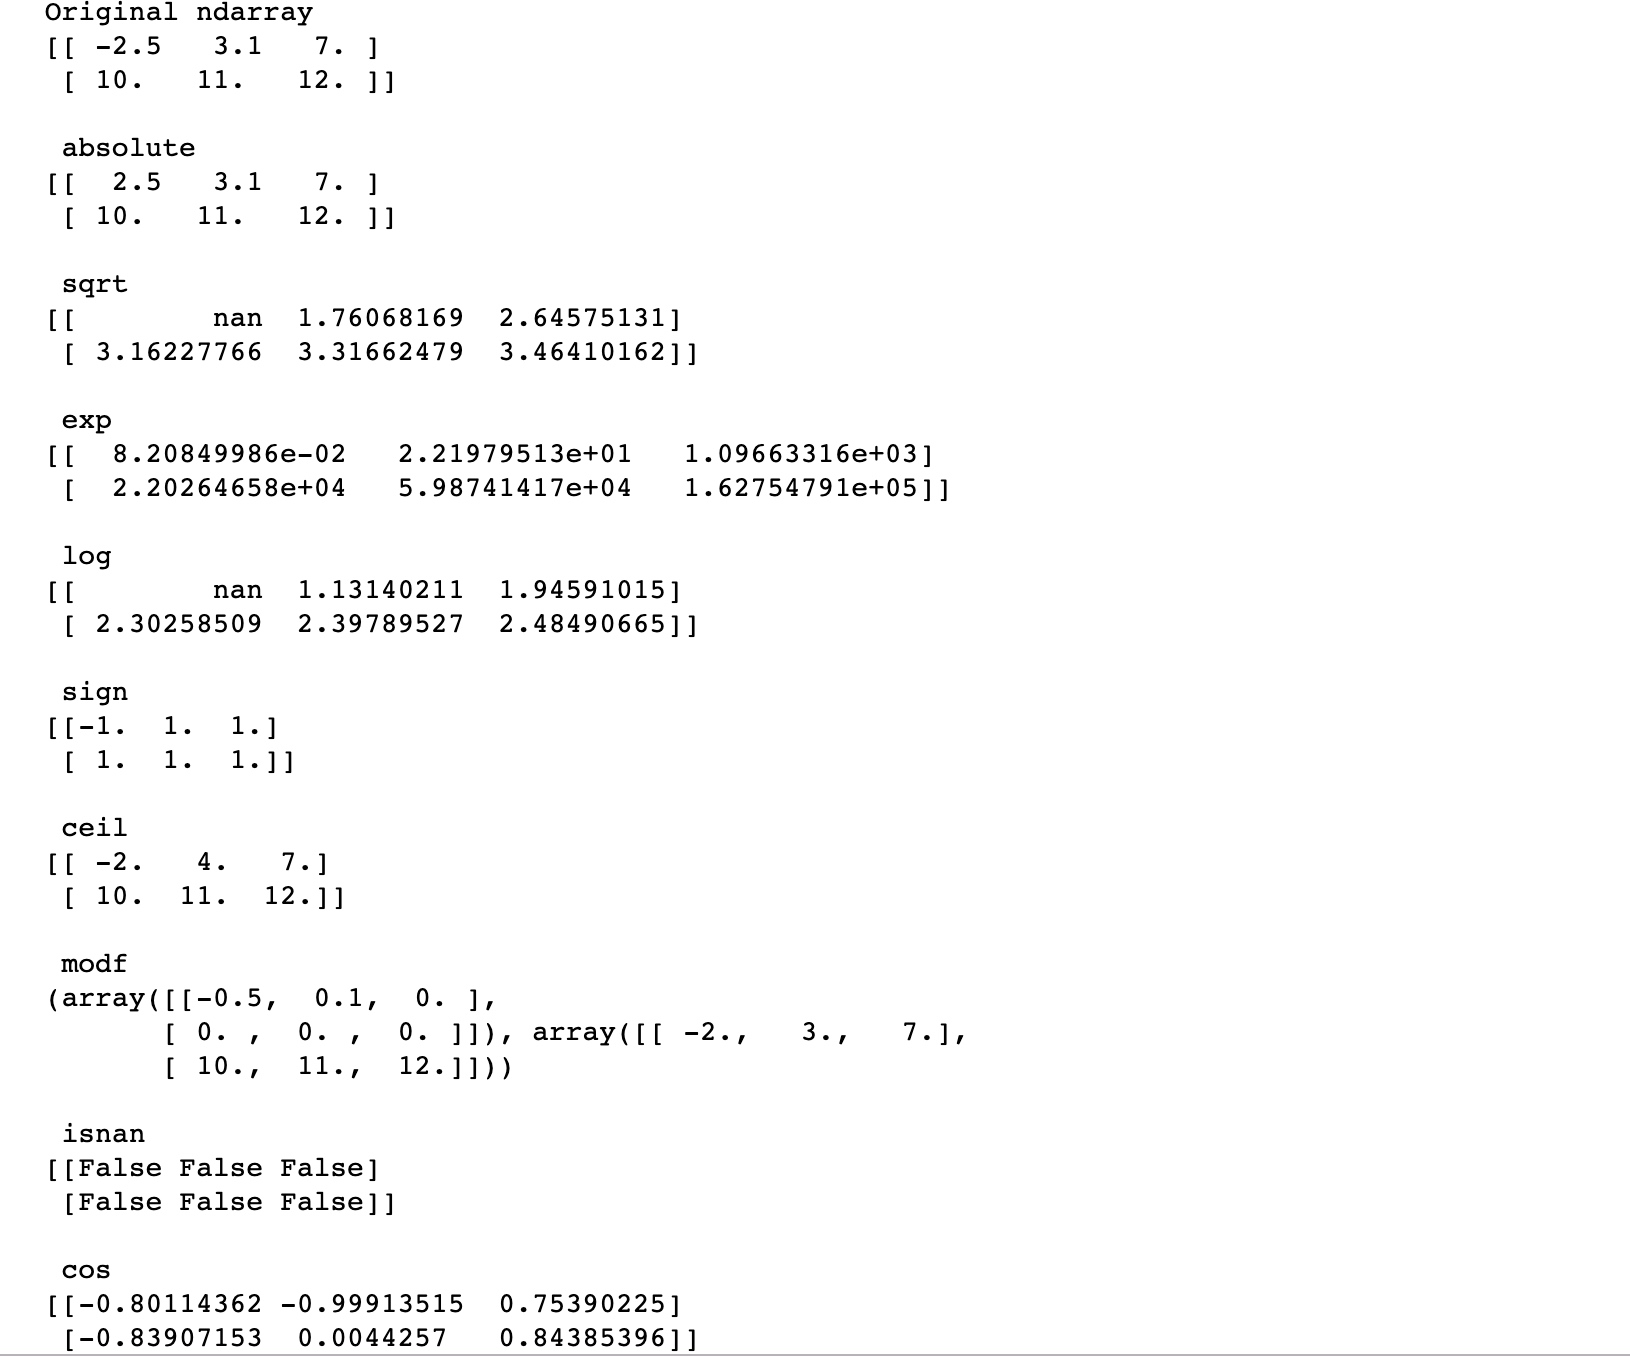 Original ndarray
[[ -2.5   3.1   7. ]
 [ 10.   11.   12. ]]
 absolute
[[  2.5   3.1   7. ]
 [ 10.   11.   12. ]]
 sqrt
[[        nan  1.76068169  2.64575131]
 [ 3.16227766  3.31662479  3.46410162]]
 exp
[[  8.20849986e-02   2.21979513e+01   1.09663316e+03]
 [  2.20264658e+04   5.98741417e+04   1.62754791e+05]]
 log
[[        nan  1.13140211  1.94591015]
 [ 2.30258509  2.39789527  2.48490665]]
 sign
[[-1.  1.  1.]
 [ 1.  1.  1.]]
 ceil
[[ -2.   4.   7.]
 [ 10.  11.  12.]]
 modf
(array([[-0.5,  0.1,  0. ],
       [ 0. ,  0. ,  0. ]]), array([[ -2.,   3.,   7.],
       [ 10.,  11.,  12.]]))
 isnan
[[False False False]
 [False False False]]
 cos
[[-0.80114362 -0.99913515  0.75390225]
 [-0.83907153  0.0044257   0.84385396]]